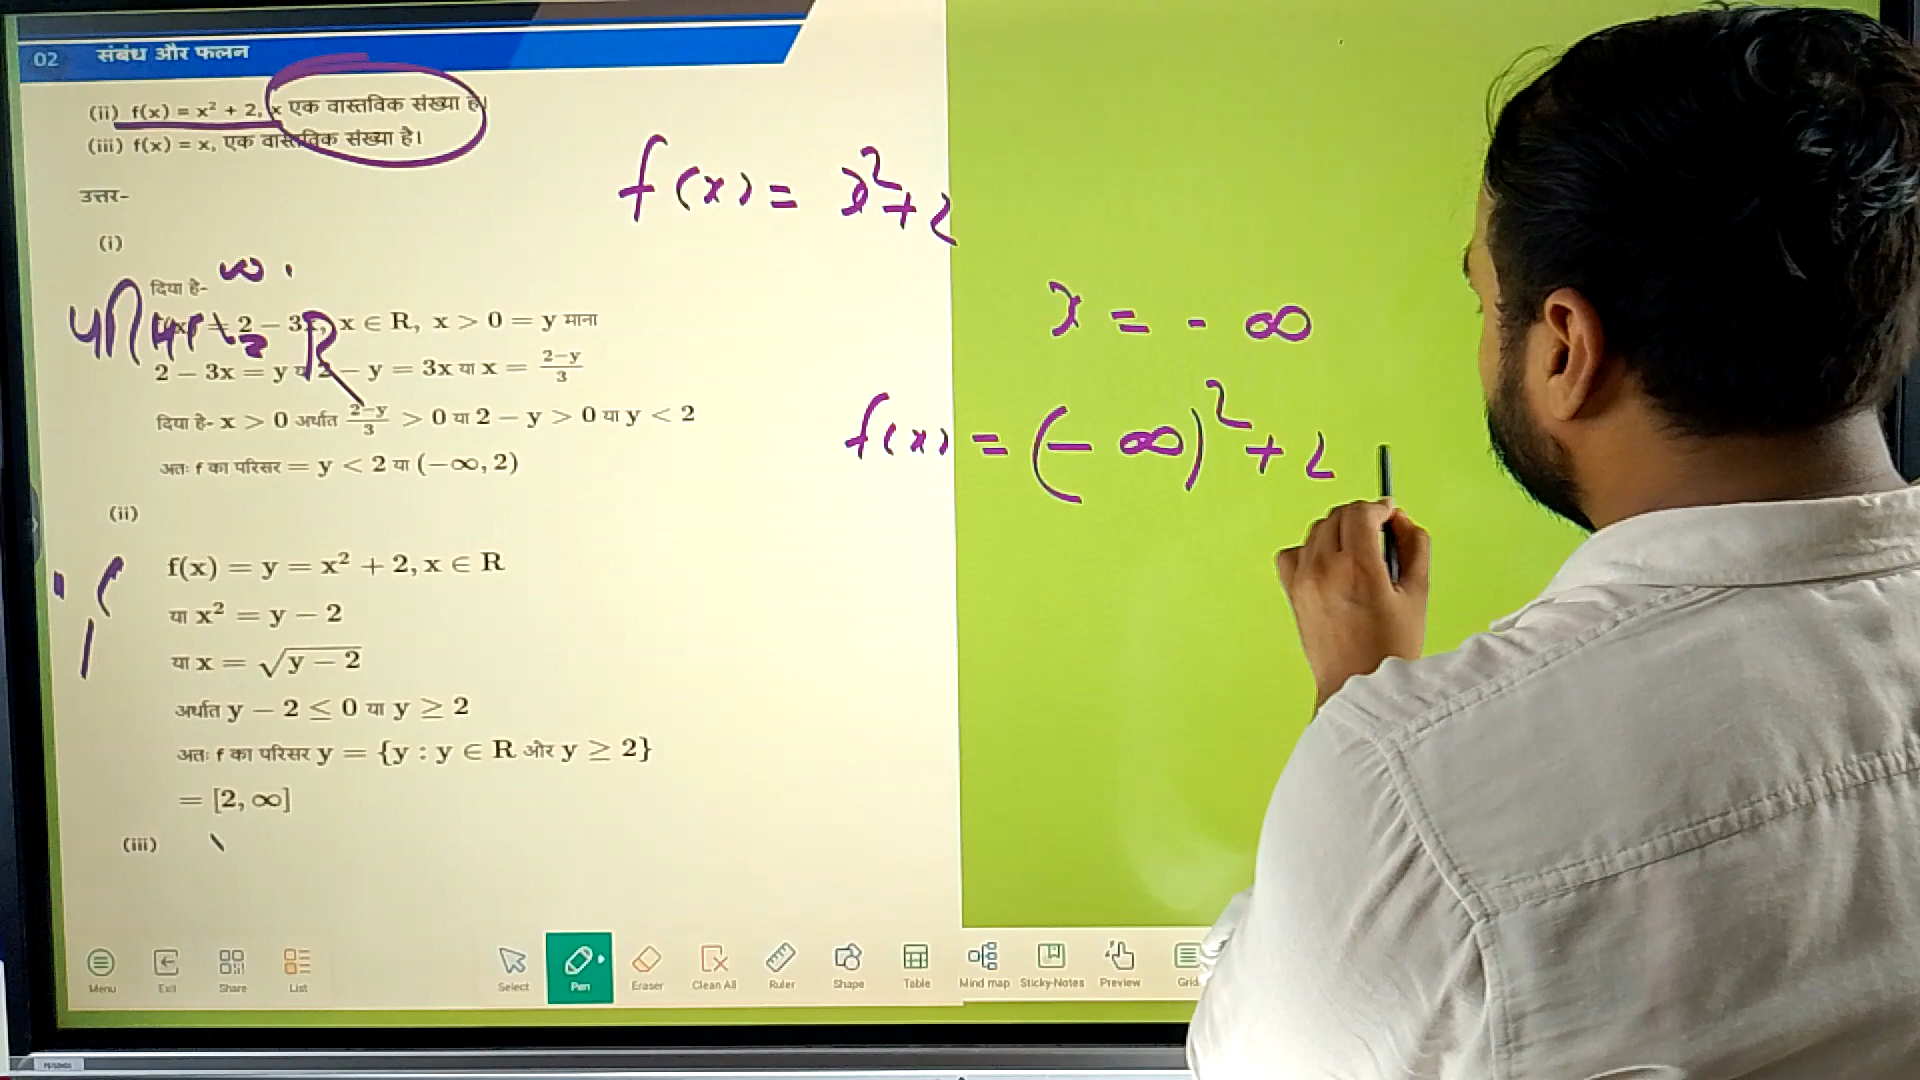 02 संबंध और फलन
(ii) f(x) = x² + 2, x एक वास्तविक संख्या है।
(iii) f(x) = x, एक वास्तविक संख्या है।
उत्तर-
(i)
दिया है-
2 – 3x, x ∈ R, x > 0 = y माना
2 – 3x = y या 2 – y = 3x या x = (2–y)/3
दिया है- x > 0 अर्थात (2–y)/3 > 0 या 2 – y > 0 या y < 2
अतः f का परिसर = y < 2 या (–∞, 2)
(ii)
f(x) = y = x² + 2, x ∈ R
या x² = y – 2
या x = √(y – 2)
अर्थात y – 2 ≤ 0 या y ≥ 2
अतः f का परिसर y = {y : y ∈ R और y ≥ 2}
= [2, ∞]
(iii)
f(x) = x² + 2
x = - ∞
f(x) = (- ∞)² + 2
Menu Exit Share List Select Pen Eraser Clean All Ruler Shape Table Mind map Sticky-Notes Preview Grid